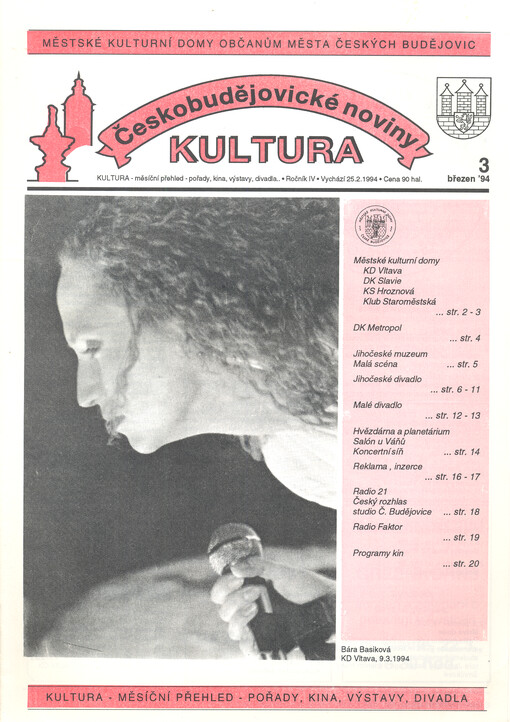 MĚSTSKÉ KULTURNÍ DOMY OBČANŮM MĚSTA ČESKÝCH BUDĚJOVIC
Českobudějovické noviny
KULTURA
3
březen '94
KULTURA - měsíční přehled - pořady, kina, výstavy, divadla.. • Ročník IV • Vychází 25.2.1994 • Cena 90 hal.
Městské kulturní domy
KD Vltava
DK Slavie
KS Hroznová
Klub Staroměstská
... str. 2 - 3
DK Metropol
... str. 4
Jihočeské muzeum
Malá scéna ... str. 5
Jihočeské divadlo
... str. 6 - 11
Malé divadlo
... str. 12 - 13
Hvězdárna a planetárium
Salón u Váňů
Koncertní síň ... str. 14
Reklama , inzerce
... str. 16 - 17
Radio 21
Český rozhlas
studio Č. Budějovice ... str. 18
Radio Faktor
... str. 19
Programy kin
... str. 20
Bára Basiková
KD Vltava, 9.3.1994
KULTURA - MĚSÍČNÍ PŘEHLED - POŘADY, KINA, VÝSTAVY, DIVADLA